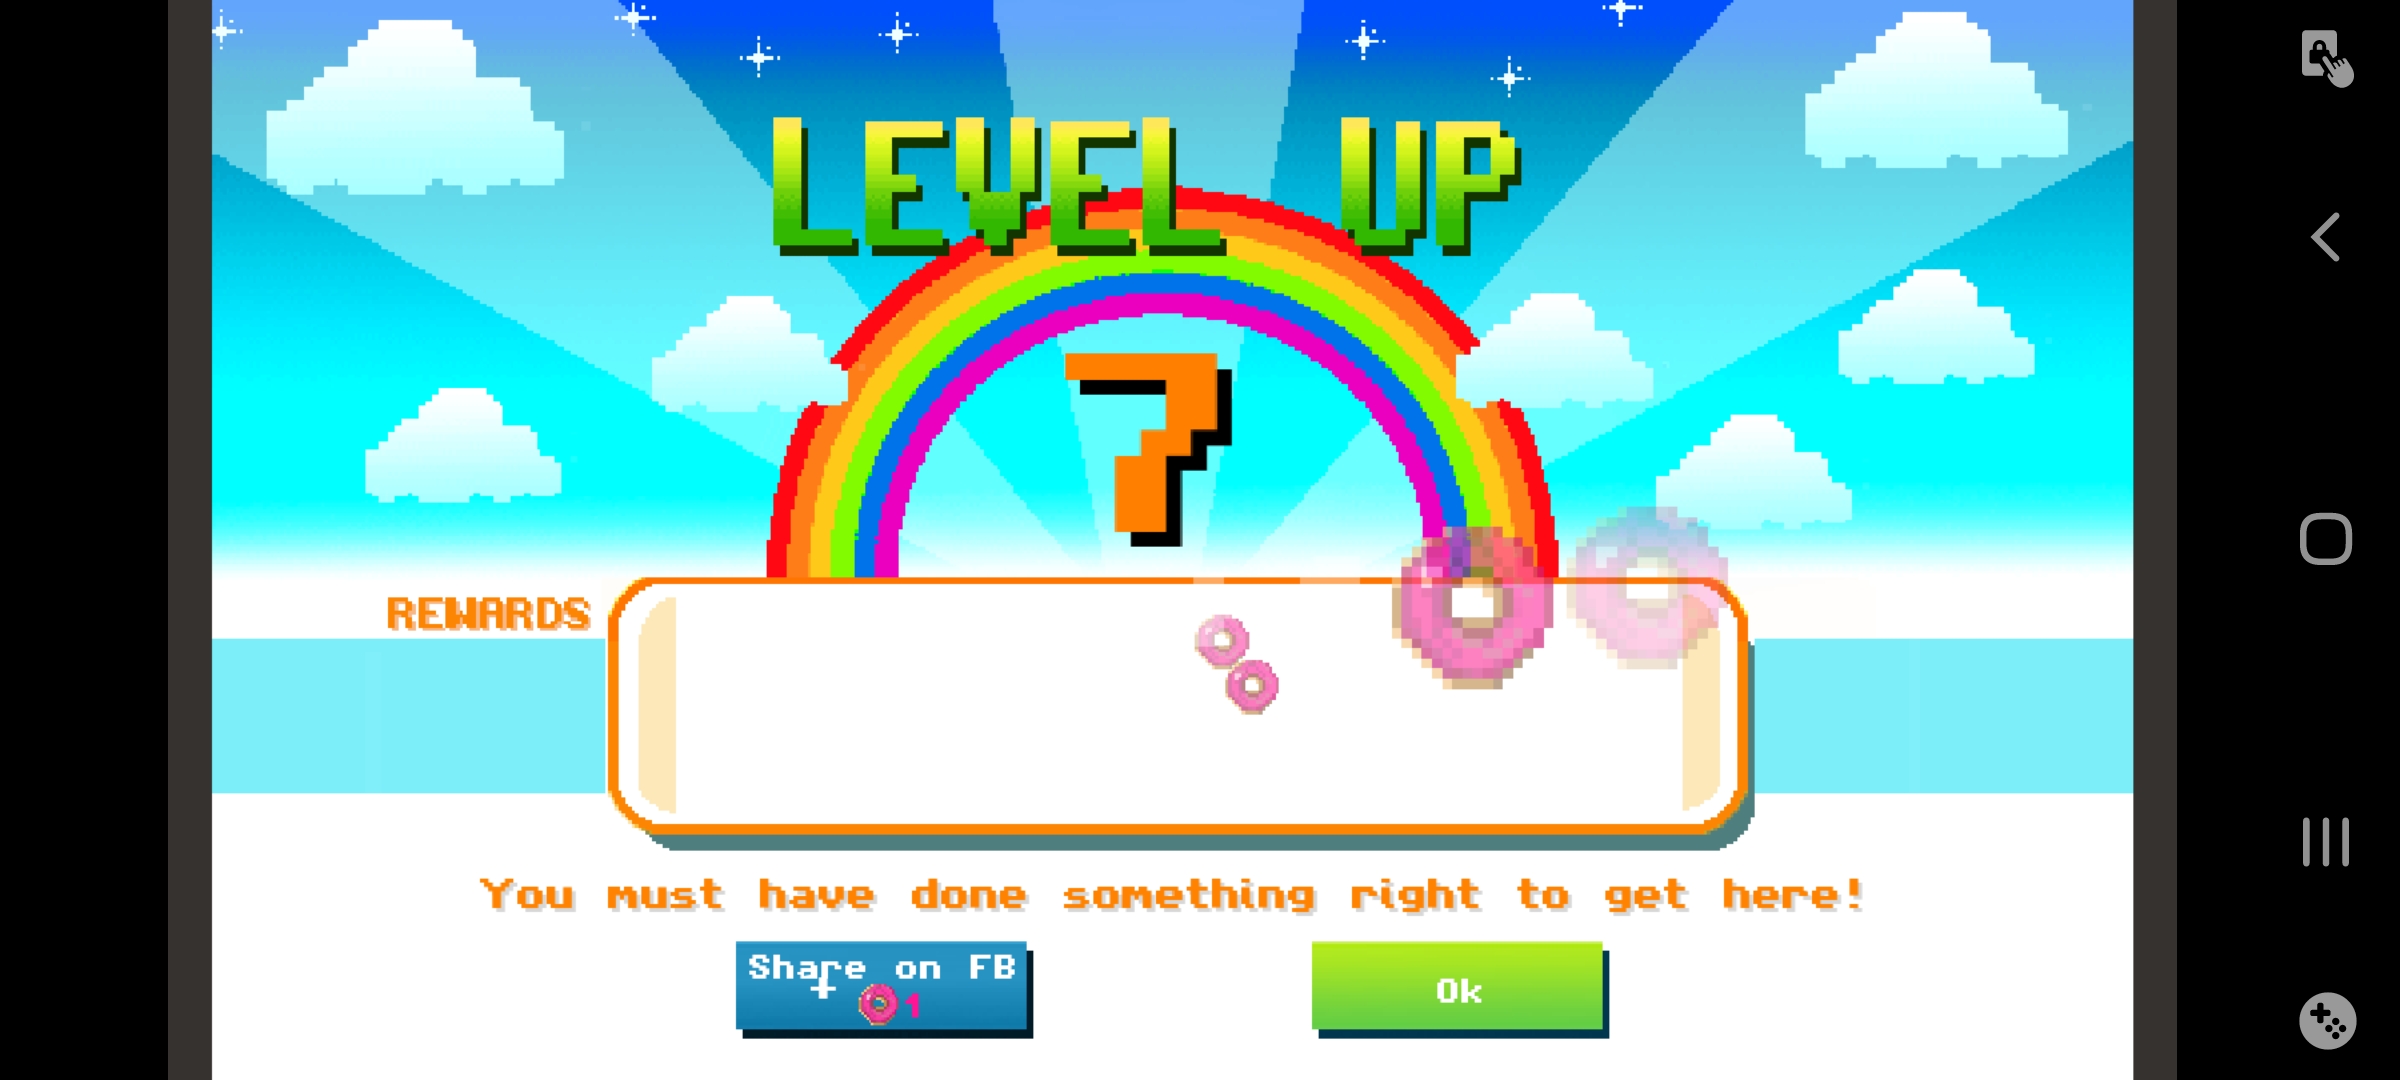 LEVEL UP
7
REWARDS
You must have done something right to get here!
Share on FB
+ 1
Ok